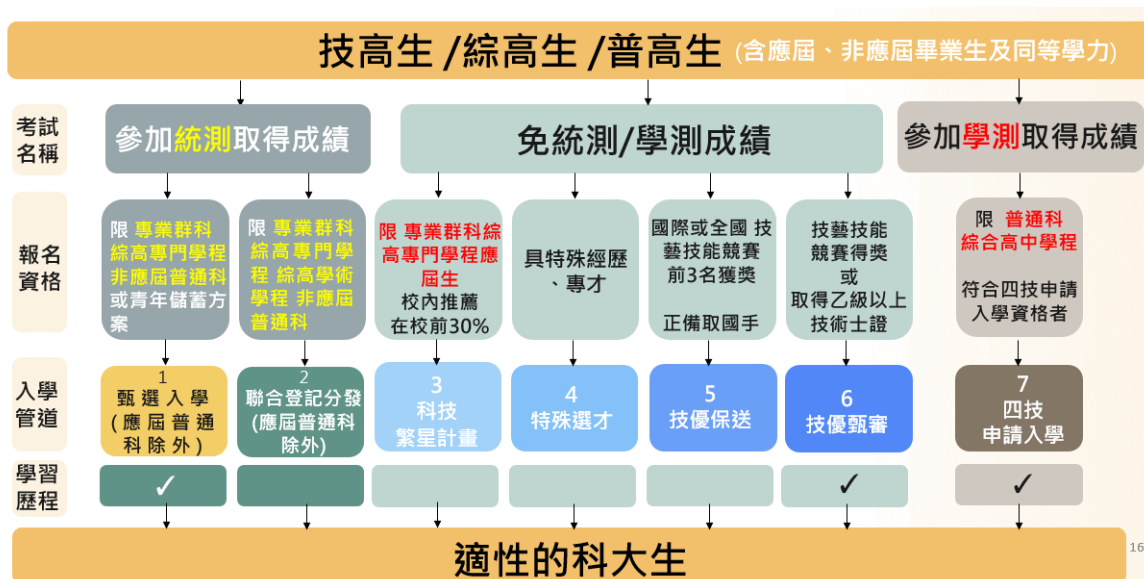 技高生 /綜高生 /普高生 (含應屆、非應屆畢業生及同等學力)
考試
名稱
參加統測取得成績
免統測/學測成績
參加學測取得成績
報名
資格
限 專業群科
綜高專門學程
非應屆普通科
或青年儲蓄方
案
限 專業群科
綜高專門學
程 綜高學術
學程 非應屆
普通科
限 專業群科綜
高專門學程應
屆生
校內推薦
在校前30%
具特殊經歷
、專才
國際或全國 技
藝技能競賽
前3名獲獎
正備取國手
技藝技能
競賽得獎
或
取得乙級以上
技術士證
限 普通科
綜合高中學程
符合四技申請
入學資格者
入學
管道
1
甄選入學
(應屆普通
科除外)
2
聯合登記分發
(應屆普通科
除外)
3
科技
繁星計畫
4
特殊選才
5
技優保送
6
技優甄審
7
四技
申請入學
學習
歷程
✓
✓
✓
適性的科大生
16